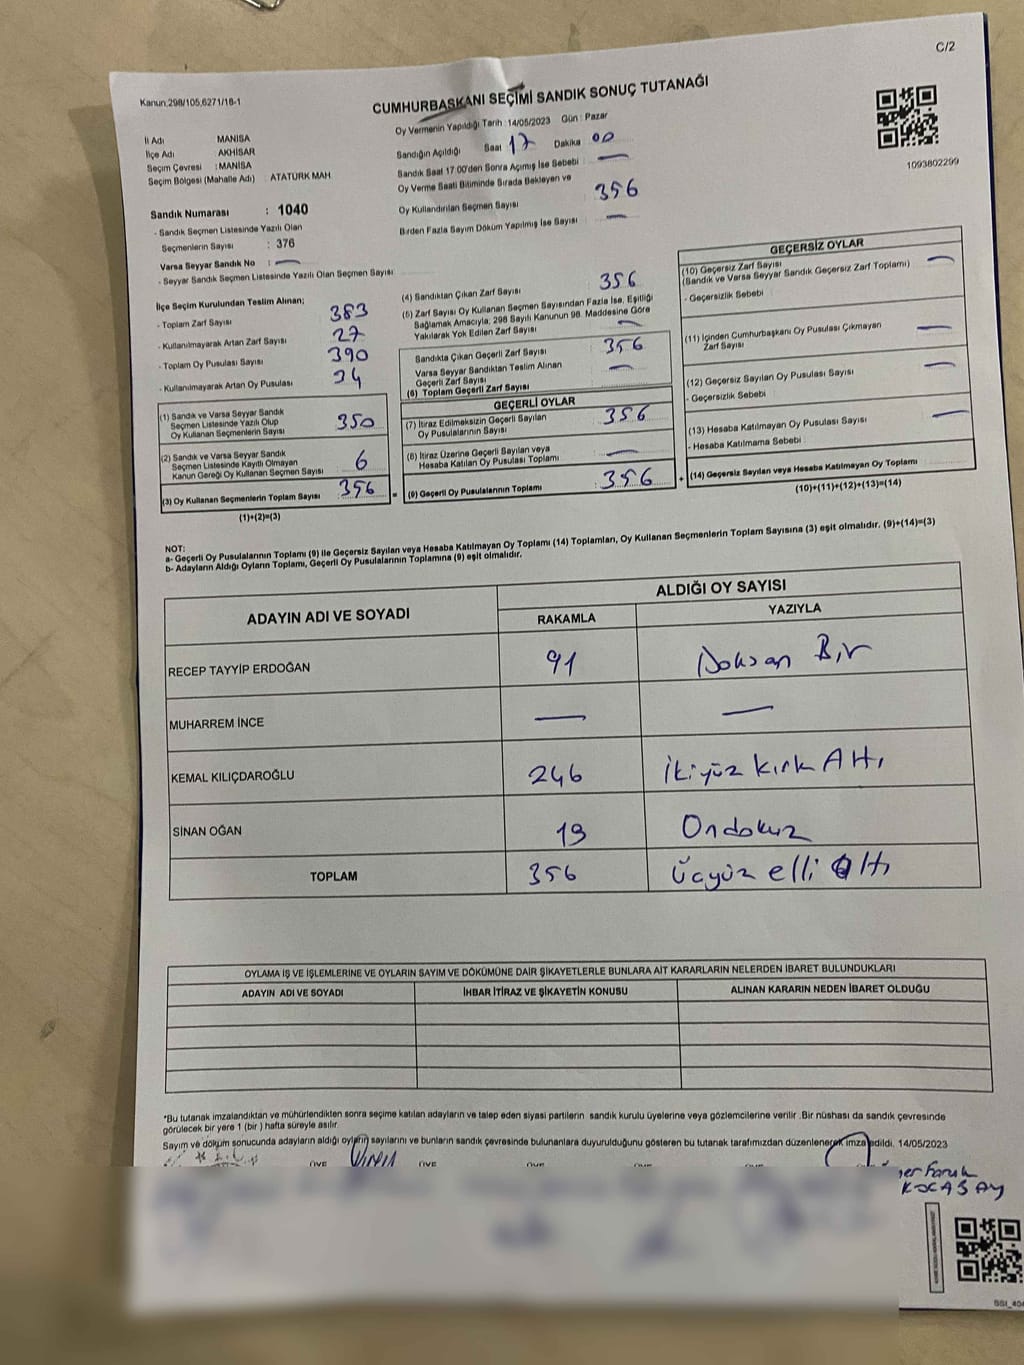 C/2
Kanun,298/105,6271/18-1
CUMHURBAŞKANI SEÇİMİ SANDIK SONUÇ TUTANAĞI
Oy Vermenin Yapıldığı Tarih : 14/05/2023 Gün : Pazar
İl Adı MANİSA
İlçe Adı AKHİSAR
Seçim Çevresi : MANİSA
Seçim Bölgesi (Mahalle Adı) : ATATÜRK MAH.
Sandığın Açıldığı Saat 17 Dakika 00
Sandık Saat 17:00'den Sonra Açımış İse Sebebi —
Oy Verme Saati Bitiminde Sırada Bekleyen ve
Oy Kullandırılan Seçmen Sayısı 356
Birden Fazla Sayım Döküm Yapılmış İse Sayısı —
1093802299
Sandık Numarası : 1040
- Sandık Seçmen Listesinde Yazılı Olan
Seçmenlerin Sayısı : 376
Varsa Seyyar Sandık No : —
- Seyyar Sandık Seçmen Listesinde Yazılı Olan Seçmen Sayısı
İlçe Seçim Kurulundan Teslim Alınan;
- Toplam Zarf Sayısı 383
- Kullanılmayarak Artan Zarf Sayısı 27
- Toplam Oy Pusulası Sayısı 390
- Kullanılmayarak Artan Oy Pusulası 34
(1) Sandık ve Varsa Seyyar Sandık
Seçmen Listesinde Yazılı Olup
Oy Kullanan Seçmenlerin Sayısı 350
(2) Sandık ve Varsa Seyyar Sandık
Seçmen Listesinde Kayıtlı Olmayan
Kanun Gereği Oy Kullanan Seçmen Sayısı 6
(3) Oy Kullanan Seçmenlerin Toplam Sayısı 356 =
(1)+(2)=(3)
(4) Sandıktan Çıkan Zarf Sayısı 356
(5) Zarf Sayısı Oy Kullanan Seçmen Sayısından Fazla İse, Eşitliği
Sağlamak Amacıyla, 298 Sayılı Kanunun 98. Maddesine Göre
Yakılarak Yok Edilen Zarf Sayısı —
Sandıkta Çıkan Geçerli Zarf Sayısı 356
Varsa Seyyar Sandıktan Teslim Alınan
Geçerli Zarf Sayısı —
(6) Toplam Geçerli Zarf Sayısı
GEÇERLİ OYLAR
(7) İtiraz Edilmeksizin Geçerli Sayılan
Oy Pusulalarının Sayısı 356
(8) İtiraz Üzerine Geçerli Sayılan veya
Hesaba Katılan Oy Pusulası Toplamı —
(9) Geçerli Oy Pusulalarının Toplamı 356 +
GEÇERSİZ OYLAR
(10) Geçersiz Zarf Sayısı —
(Sandık ve Varsa Seyyar Sandık Geçersiz Zarf Toplamı)
- Geçersizlik Sebebi
(11) İçinden Cumhurbaşkanı Oy Pusulası Çıkmayan
Zarf Sayısı —
(12) Geçersiz Sayılan Oy Pusulası Sayısı —
- Geçersizlik Sebebi
(13) Hesaba Katılmayan Oy Pusulası Sayısı —
- Hesaba Katılmama Sebebi
(14) Geçersiz Sayılan veya Hesaba Katılmayan Oy Toplamı
(10)+(11)+(12)+(13)=(14)
NOT:
a- Geçerli Oy Pusulalarının Toplamı (9) ile Geçersiz Sayılan veya Hesaba Katılmayan Oy Toplamı (14) Toplamları, Oy Kullanan Seçmenlerin Toplam Sayısına (3) eşit olmalıdır. (9)+(14)=(3)
b- Adayların Aldığı Oyların Toplamı, Geçerli Oy Pusulalarının Toplamına (9) eşit olmalıdır.
ADAYIN ADI VE SOYADI ALDIĞI OY SAYISI
RAKAMLA YAZIYLA
RECEP TAYYİP ERDOĞAN 91 Doksan Bir
MUHARREM İNCE — —
KEMAL KILIÇDAROĞLU 246 İkiyüz kırk Altı
SİNAN OĞAN 19 Ondokuz
TOPLAM 356 Üçyüz elli Altı
OYLAMA İŞ VE İŞLEMLERİNE VE OYLARIN SAYIM VE DÖKÜMÜNE DAİR ŞİKAYETLERLE BUNLARA AİT KARARLARIN NELERDEN İBARET BULUNDUKLARI
ADAYIN ADI VE SOYADI İHBAR İTİRAZ VE ŞİKAYETİN KONUSU ALINAN KARARIN NEDEN İBARET OLDUĞU
*Bu tutanak imzalandıktan ve mühürlendikten sonra seçime katılan adayların ve talep eden siyasi partilerin sandık kurulu üyelerine veya gözlemcilerine verilir .Bir nüshası da sandık çevresinde
görülecek bir yere 1 (bir ) hafta süreyle asılır.
Sayım ve döküm sonucunda adayların aldığı oyların sayılarını ve bunların sandık çevresinde bulunanlara duyurulduğunu gösteren bu tutanak tarafımızdan düzenlenerek imza edildi. 14/05/2023
Faruk
KOCABAY